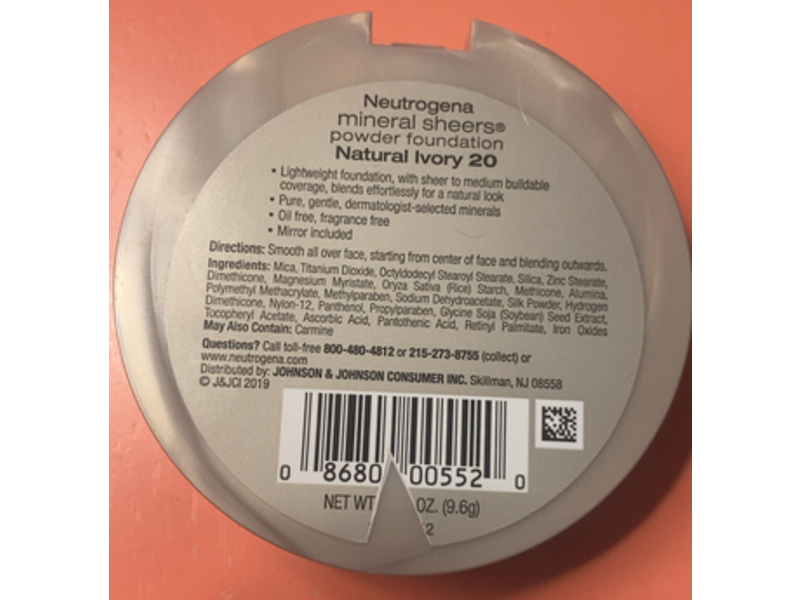 Neutrogena
mineral sheers®
powder foundation
Natural Ivory 20
• Lightweight foundation, with sheer to medium buildable
coverage, blends effortlessly for a natural look
• Pure, gentle, dermatologist-selected minerals
• Oil free, fragrance free
• Mirror included
Directions: Smooth all over face, starting from center of face and blending outwards.
Ingredients: Mica, Titanium Dioxide, Octyldodecyl Stearoyl Stearate, Silica, Zinc Stearate,
Dimethicone, Magnesium Myristate, Oryza Sativa (Rice) Starch, Methicone, Alumina,
Polymethyl Methacrylate, Methylparaben, Sodium Dehydroacetate, Silk Powder, Hydrogen
Dimethicone, Nylon-12, Panthenol, Propylparaben, Glycine Soja (Soybean) Seed Extract,
Tocopheryl Acetate, Ascorbic Acid, Pantothenic Acid, Retinyl Palmitate, Iron Oxides
May Also Contain: Carmine
Questions? Call toll-free 800-480-4812 or 215-273-8755 (collect) or
www.neutrogena.com
Distributed by: JOHNSON & JOHNSON CONSUMER INC. Skillman, NJ 08558
© J&JCI 2019
0 8680 00552 0
NET WT OZ. (9.6g)
2